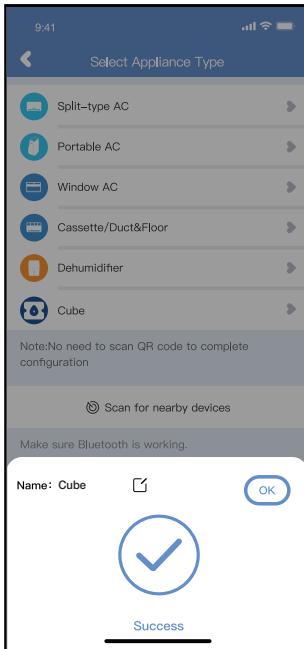 9:41
Select Appliance Type
Split-type AC
Portable AC
Window AC
Cassette/Duct&Floor
Dehumidifier
Cube
Note:No need to scan QR code to complete
configuration
Scan for nearby devices
Make sure Bluetooth is working.
Name: Cube
OK
Success